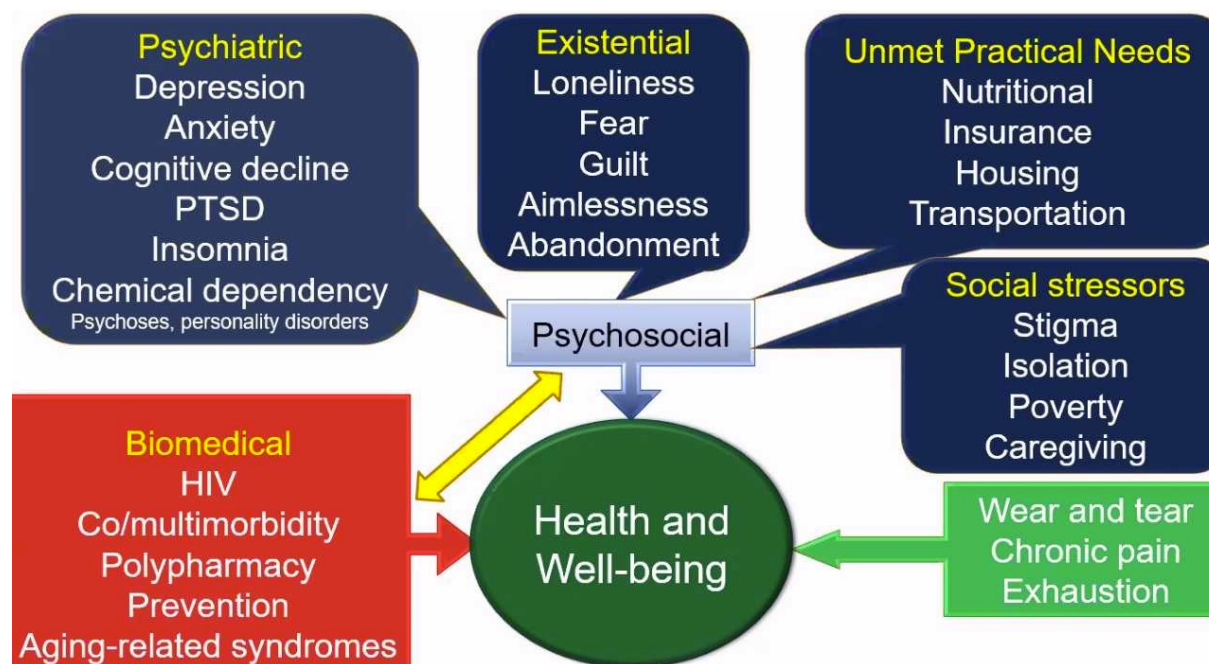 Psychiatric
Depression
Anxiety
Cognitive decline
PTSD
Insomnia
Chemical dependency
Psychoses, personality disorders
Existential
Loneliness
Fear
Guilt
Aimlessness
Abandonment
Unmet Practical Needs
Nutritional
Insurance
Housing
Transportation
Social stressors
Stigma
Isolation
Poverty
Caregiving
Psychosocial
Biomedical
HIV
Co/multimorbidity
Polypharmacy
Prevention
Aging-related syndromes
Health and
Well-being
Wear and tear
Chronic pain
Exhaustion